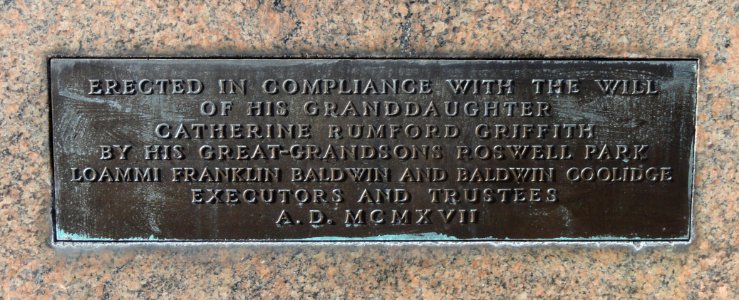 ERECTED IN COMPLIANCE WITH THE WILL
OF HIS GRANDDAUGHTER
CATHERINE RUMFORD GRIFFITH
BY HIS GREAT-GRANDSONS ROSWELL PARK
LOAMMI FRANKLIN BALDWIN AND BALDWIN COOLIDGE
EXECUTORS AND TRUSTEES
A.D. MCMXVII